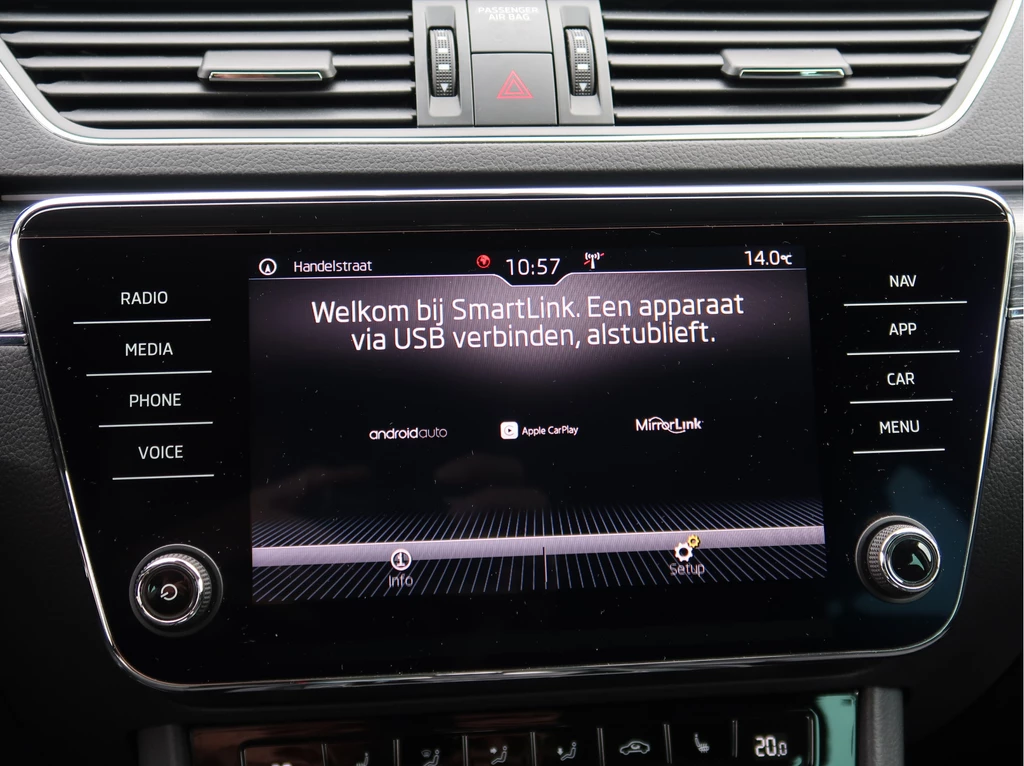 PASSENGER
AIR BAG
Handelstraat
10:57
14.0℃
RADIO
MEDIA
PHONE
VOICE
Welkom bij SmartLink. Een apparaat
via USB verbinden, alstublieft.
androidauto
Apple CarPlay
MirrorLink
Info
Setup
NAV
APP
CAR
MENU
20.0